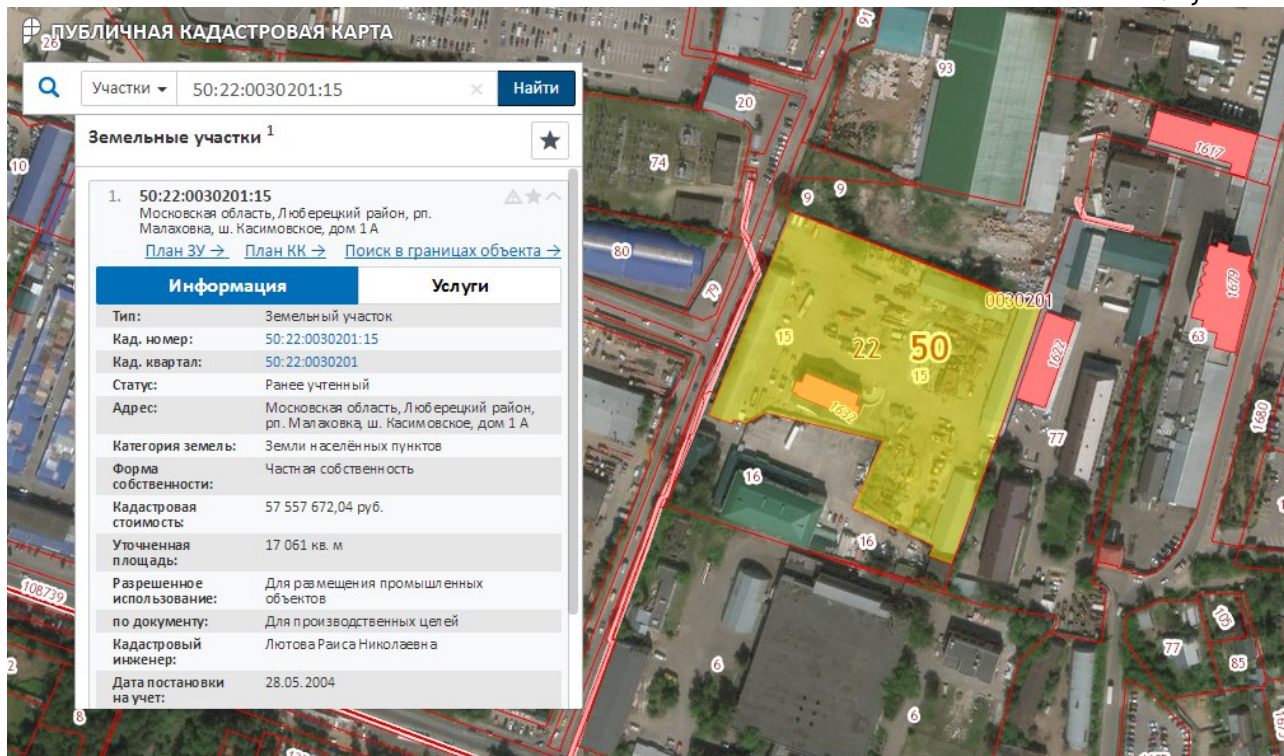 ПУБЛИЧНАЯ КАДАСТРОВАЯ КАРТА
26
Участки 50:22:0030201:15 × Найти
Земельные участки 1
1. 50:22:0030201:15
Московская область, Люберецкий район, рп.
Малаховка, ш. Касимовское, дом 1 А
План ЗУ → План КК → Поиск в границах объекта →
Информация Услуги
Тип: Земельный участок
Кад. номер: 50:22:0030201:15
Кад. квартал: 50:22:0030201
Статус: Ранее учтенный
Адрес: Московская область, Люберецкий район,
рп. Малаховка, ш. Касимовское, дом 1 А
Категория земель: Земли населённых пунктов
Форма
собственности: Частная собственность
Кадастровая
стоимость: 57 557 672,04 руб.
Уточненная
площадь: 17 061 кв. м
Разрешенное
использование: Для размещения промышленных
объектов
по документу: Для производственных целей
Кадастровый
инженер: Лютова Раиса Николаевна
Дата постановки
на учет: 28.05.2004
10
108739
2
8
91
93
20
74
1617
9
9
80
79
0030201
1679
15
22
50
15
63
1622
1632
77
1680
16
16
105
77
85
6
6